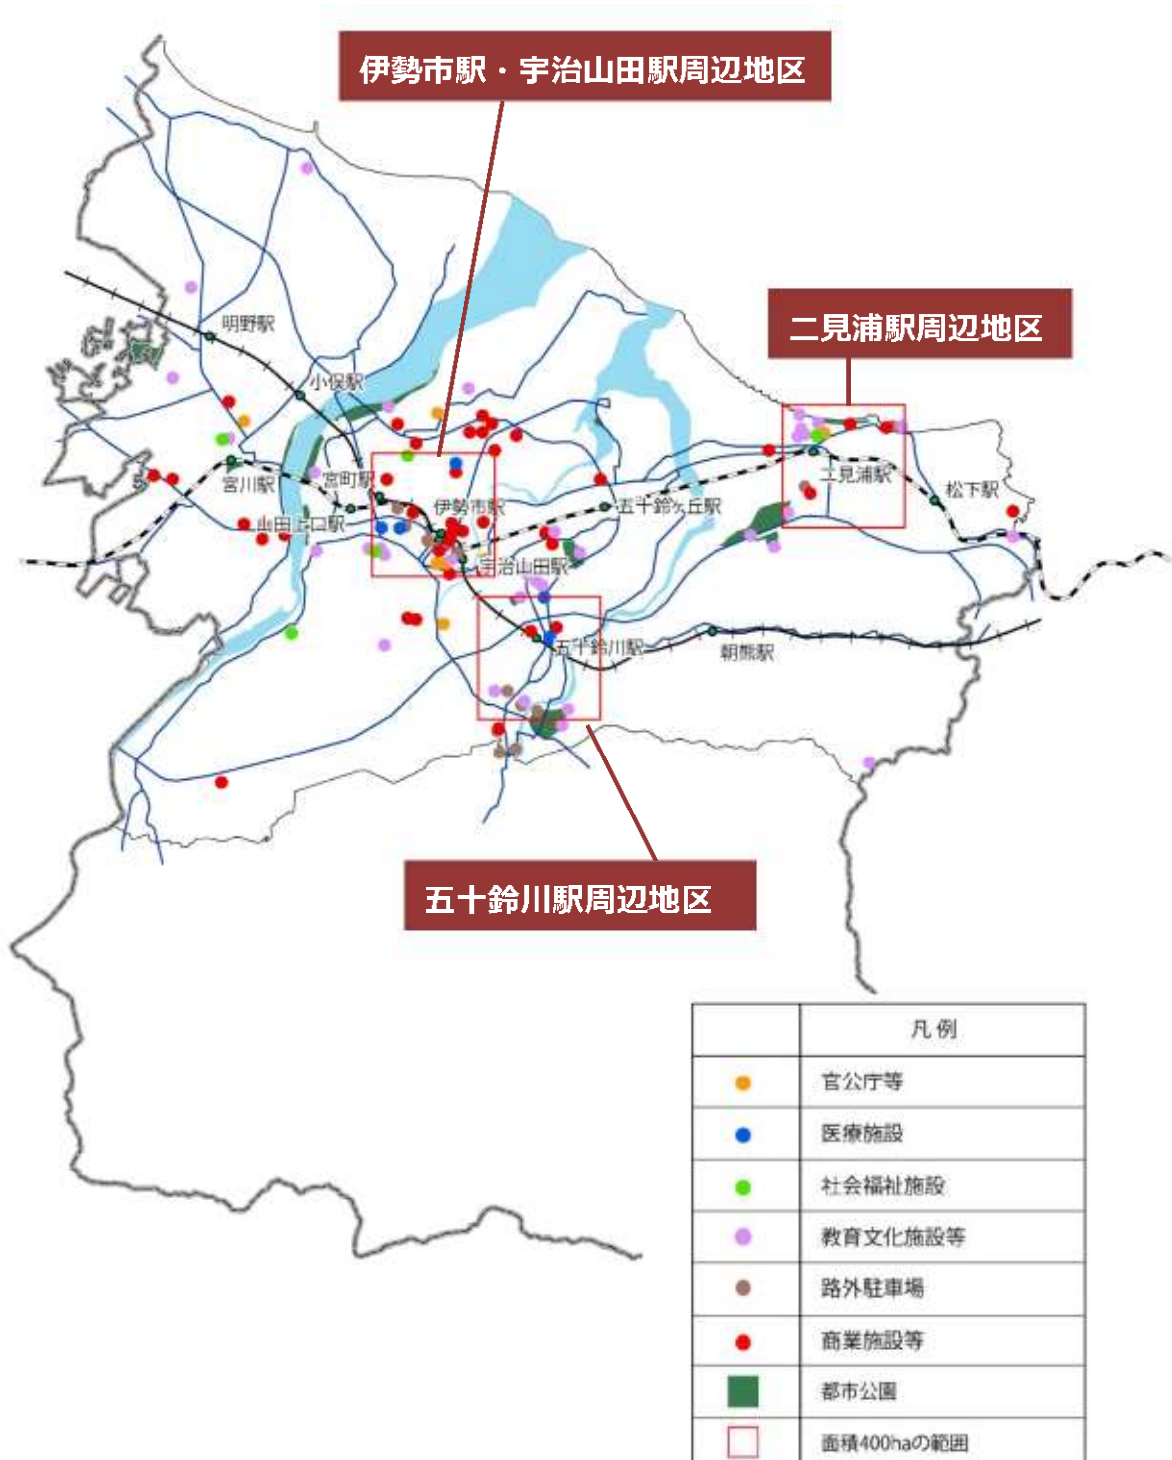 伊勢市駅・宇治山田駅周辺地区
二見浦駅周辺地区
明野駅
小俣駅
宮川駅
宮町駅
伊勢市駅
山田上口駅
五十鈴ヶ丘駅
二見浦駅
松下駅
宇治山田駅
五十鈴川駅
朝熊駅
五十鈴川駅周辺地区
凡例
官公庁等
医療施設
社会福祉施設
教育文化施設等
路外駐車場
商業施設等
都市公園
面積400haの範囲